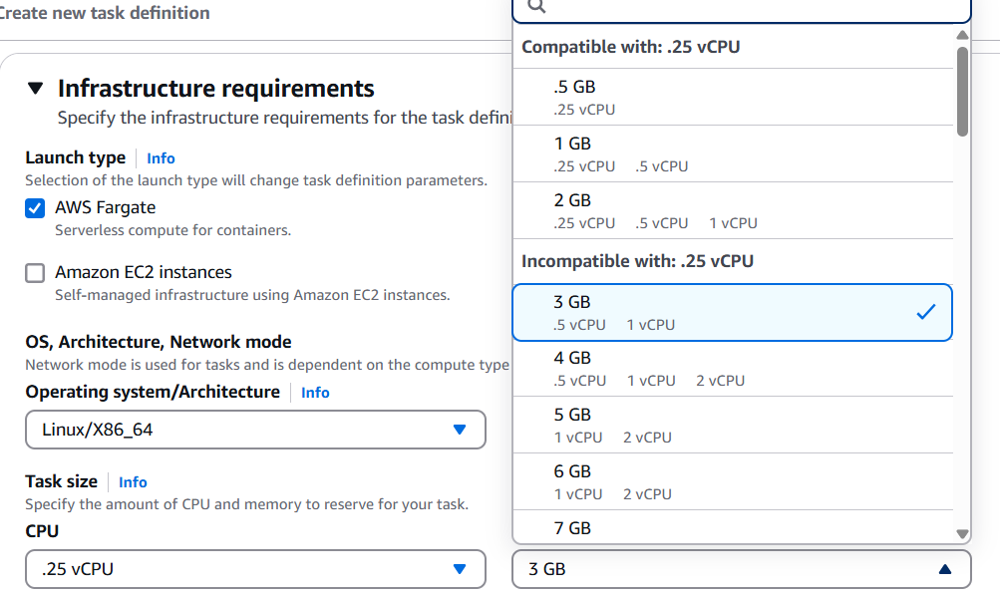 Create new task definition
Infrastructure requirements
Specify the infrastructure requirements for the task defini
Launch type Info
Selection of the launch type will change task definition parameters.
AWS Fargate
Serverless compute for containers.
Amazon EC2 instances
Self-managed infrastructure using Amazon EC2 instances.
OS, Architecture, Network mode
Network mode is used for tasks and is dependent on the compute type
Operating system/Architecture Info
Linux/X86_64
Task size Info
Specify the amount of CPU and memory to reserve for your task.
CPU
.25 vCPU
Compatible with: .25 vCPU
.5 GB
.25 vCPU
1 GB
.25 vCPU .5 vCPU
2 GB
.25 vCPU .5 vCPU 1 vCPU
Incompatible with: .25 vCPU
3 GB
.5 vCPU 1 vCPU
4 GB
.5 vCPU 1 vCPU 2 vCPU
5 GB
1 vCPU 2 vCPU
6 GB
1 vCPU 2 vCPU
7 GB
3 GB